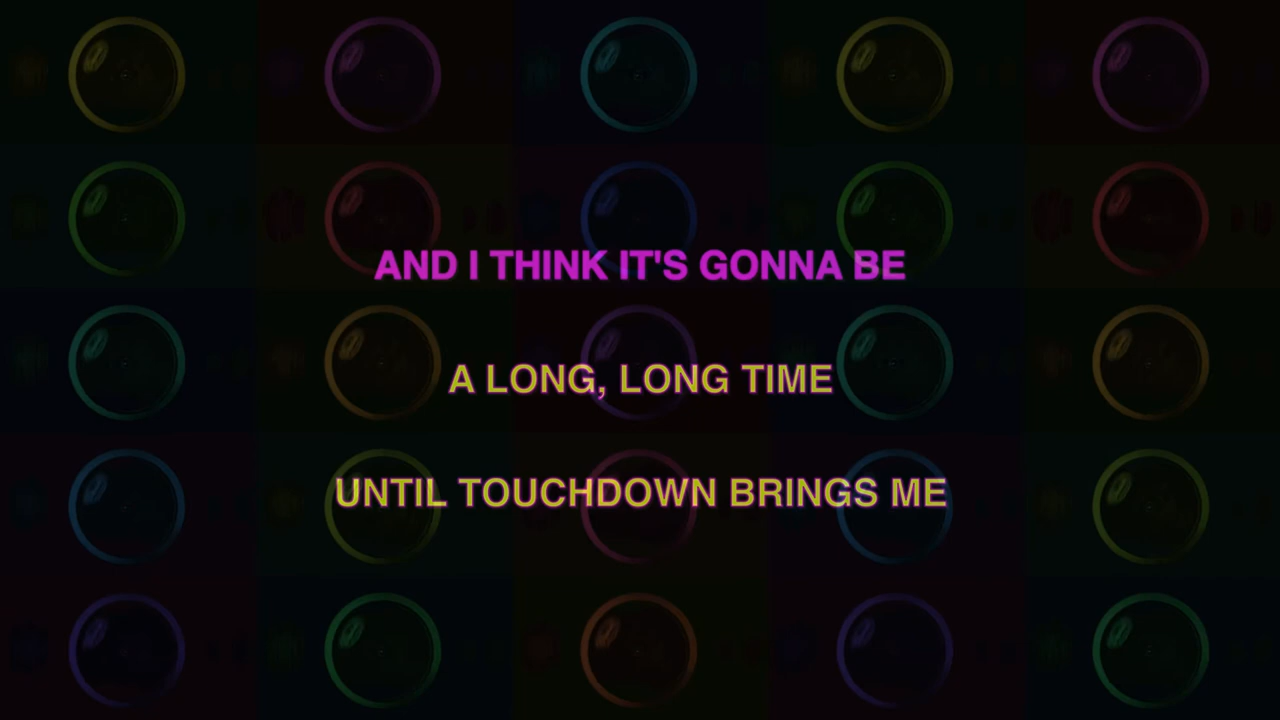 AND I THINK IT'S GONNA BE
A LONG, LONG TIME
UNTIL TOUCHDOWN BRINGS ME